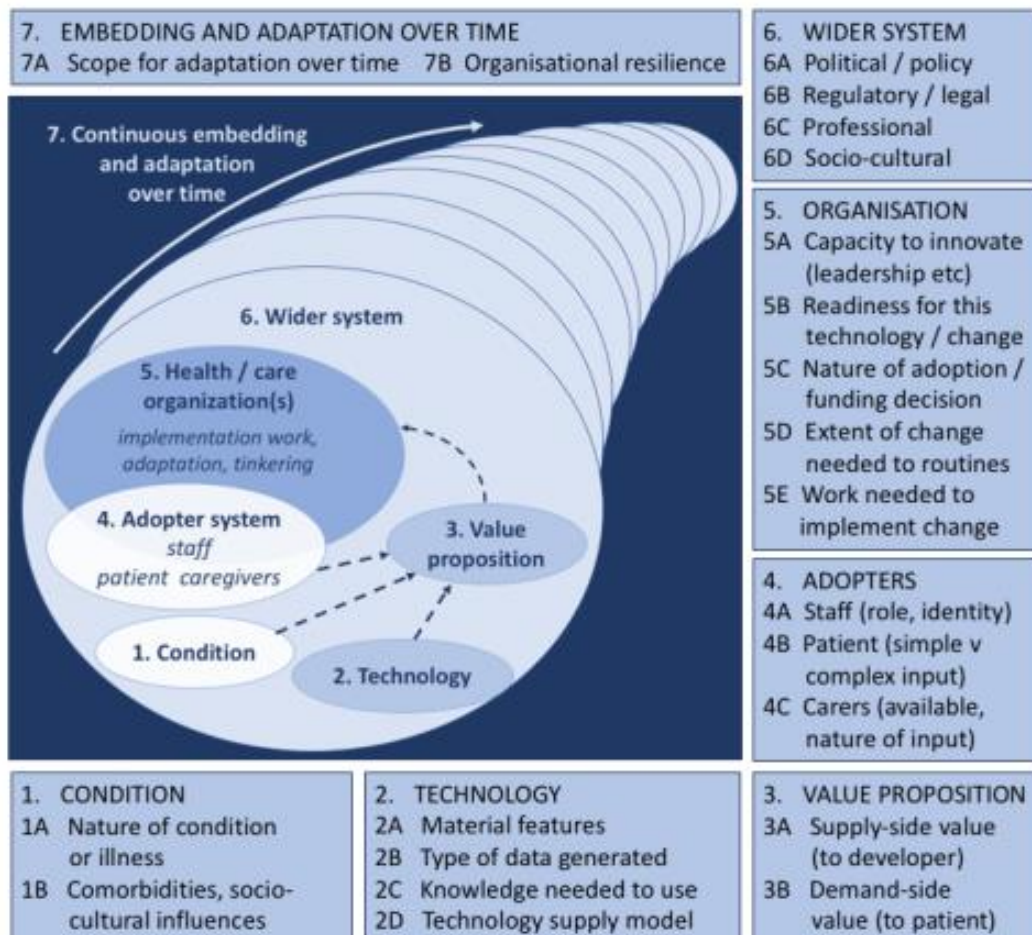 7. EMBEDDING AND ADAPTATION OVER TIME
7A Scope for adaptation over time 7B Organisational resilience
7. Continuous embedding
and adaptation
over time
6. Wider system
5. Health / care
organization(s)
implementation work,
adaptation, tinkering
4. Adopter system
staff
patient caregivers
3. Value
proposition
1. Condition
2. Technology
6. WIDER SYSTEM
6A Political / policy
6B Regulatory / legal
6C Professional
6D Socio-cultural
5. ORGANISATION
5A Capacity to innovate
(leadership etc)
5B Readiness for this
technology / change
5C Nature of adoption /
funding decision
5D Extent of change
needed to routines
5E Work needed to
implement change
4. ADOPTERS
4A Staff (role, identity)
4B Patient (simple v
complex input)
4C Carers (available,
nature of input)
1. CONDITION
1A Nature of condition
or illness
1B Comorbidities, socio-
cultural influences
2. TECHNOLOGY
2A Material features
2B Type of data generated
2C Knowledge needed to use
2D Technology supply model
3. VALUE PROPOSITION
3A Supply-side value
(to developer)
3B Demand-side
value (to patient)